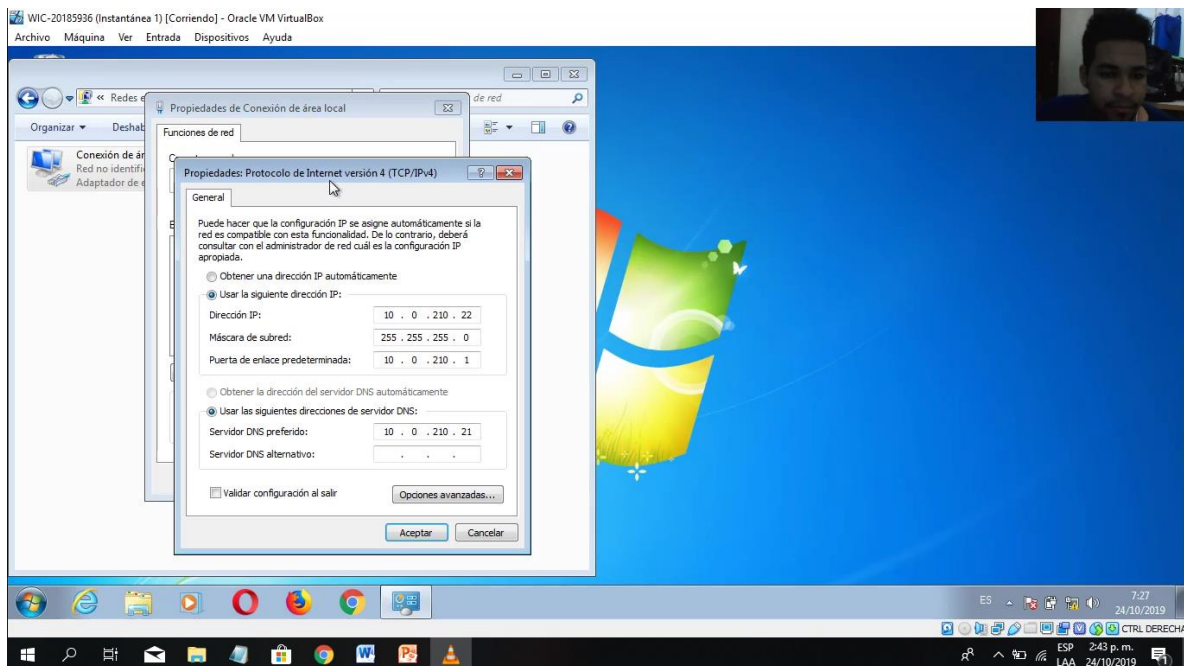 WIC-20185936 (Instantánea 1) [Corriendo] - Oracle VM VirtualBox
Archivo Máquina Ver Entrada Dispositivos Ayuda
« Redes e
de red
Organizar
Deshab
Conexión de ár
Red no identifi
Adaptador de e
Propiedades de Conexión de área local
Funciones de red
Propiedades: Protocolo de Internet versión 4 (TCP/IPv4)
General
Puede hacer que la configuración IP se asigne automáticamente si la
red es compatible con esta funcionalidad. De lo contrario, deberá
consultar con el administrador de red cuál es la configuración IP
apropiada.
Obtener una dirección IP automáticamente
Usar la siguiente dirección IP:
Dirección IP: 10 . 0 . 210 . 22
Máscara de subred: 255 . 255 . 255 . 0
Puerta de enlace predeterminada: 10 . 0 . 210 . 1
Obtener la dirección del servidor DNS automáticamente
Usar las siguientes direcciones de servidor DNS:
Servidor DNS preferido: 10 . 0 . 210 . 21
Servidor DNS alternativo: . . .
Validar configuración al salir
Opciones avanzadas...
Aceptar
Cancelar
ES
7:27
24/10/2019
CTRL DERECHA
ESP
LAA
2:43 p. m.
24/10/2019